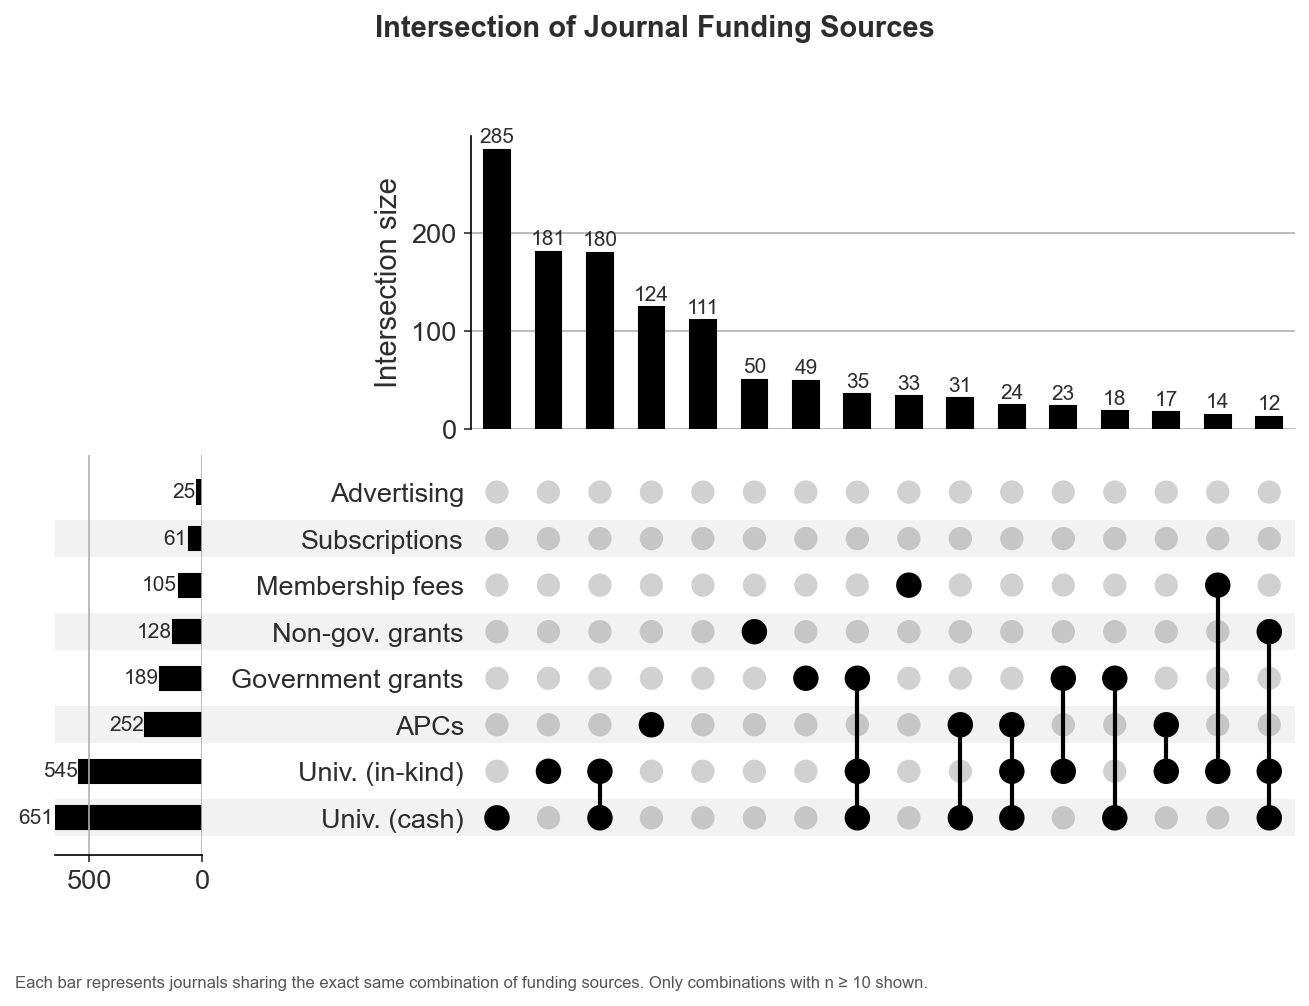 Intersection of Journal Funding Sources
Intersection size
200
100
0
285
181
180
124
111
50
49
35
33
31
24
23
18
17
14
12
25 Advertising
61 Subscriptions
105 Membership fees
128 Non-gov. grants
189 Government grants
252 APCs
545 Univ. (in-kind)
651 Univ. (cash)
500 0
Each bar represents journals sharing the exact same combination of funding sources. Only combinations with n ≥ 10 shown.